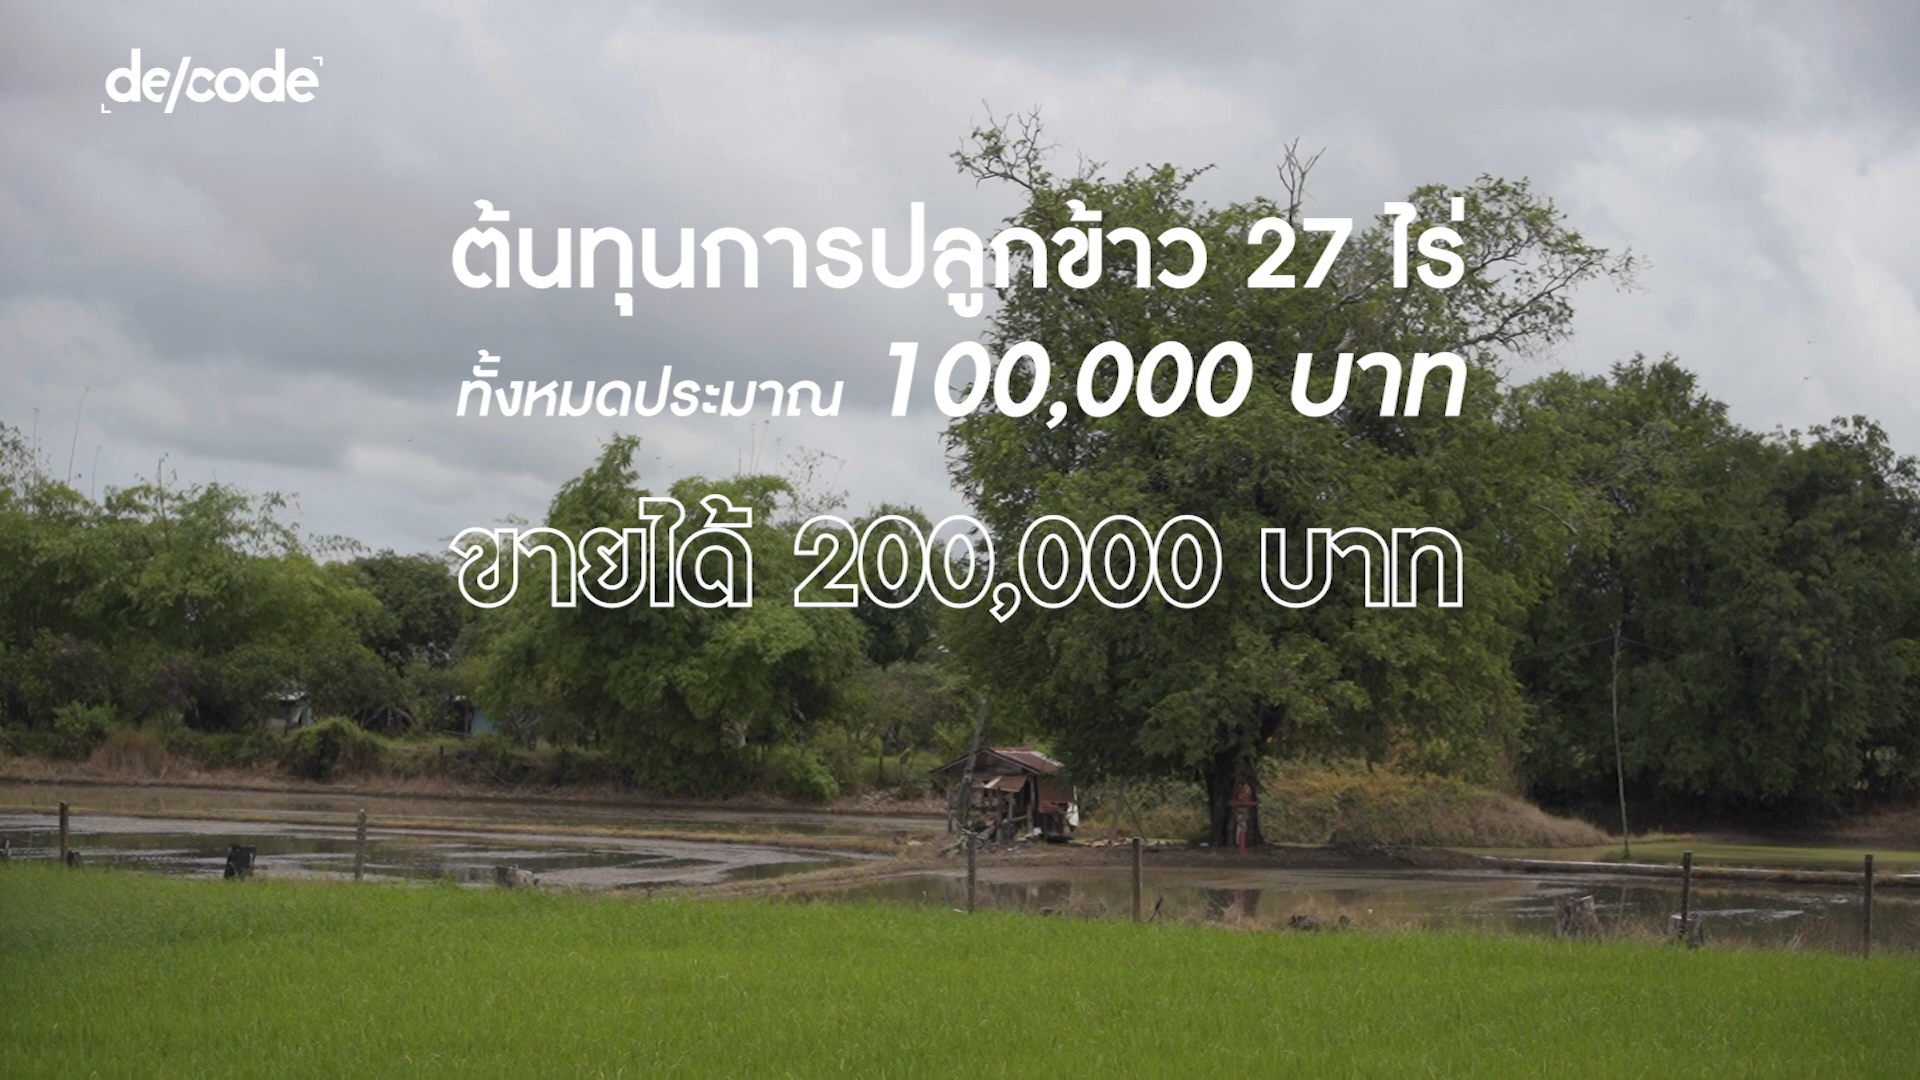 de/code
ต้นทุนการปลูกข้าว 27 ไร่
ทั้งหมดประมาณ 100,000 บาท
ขายได้ 200,000 บาท